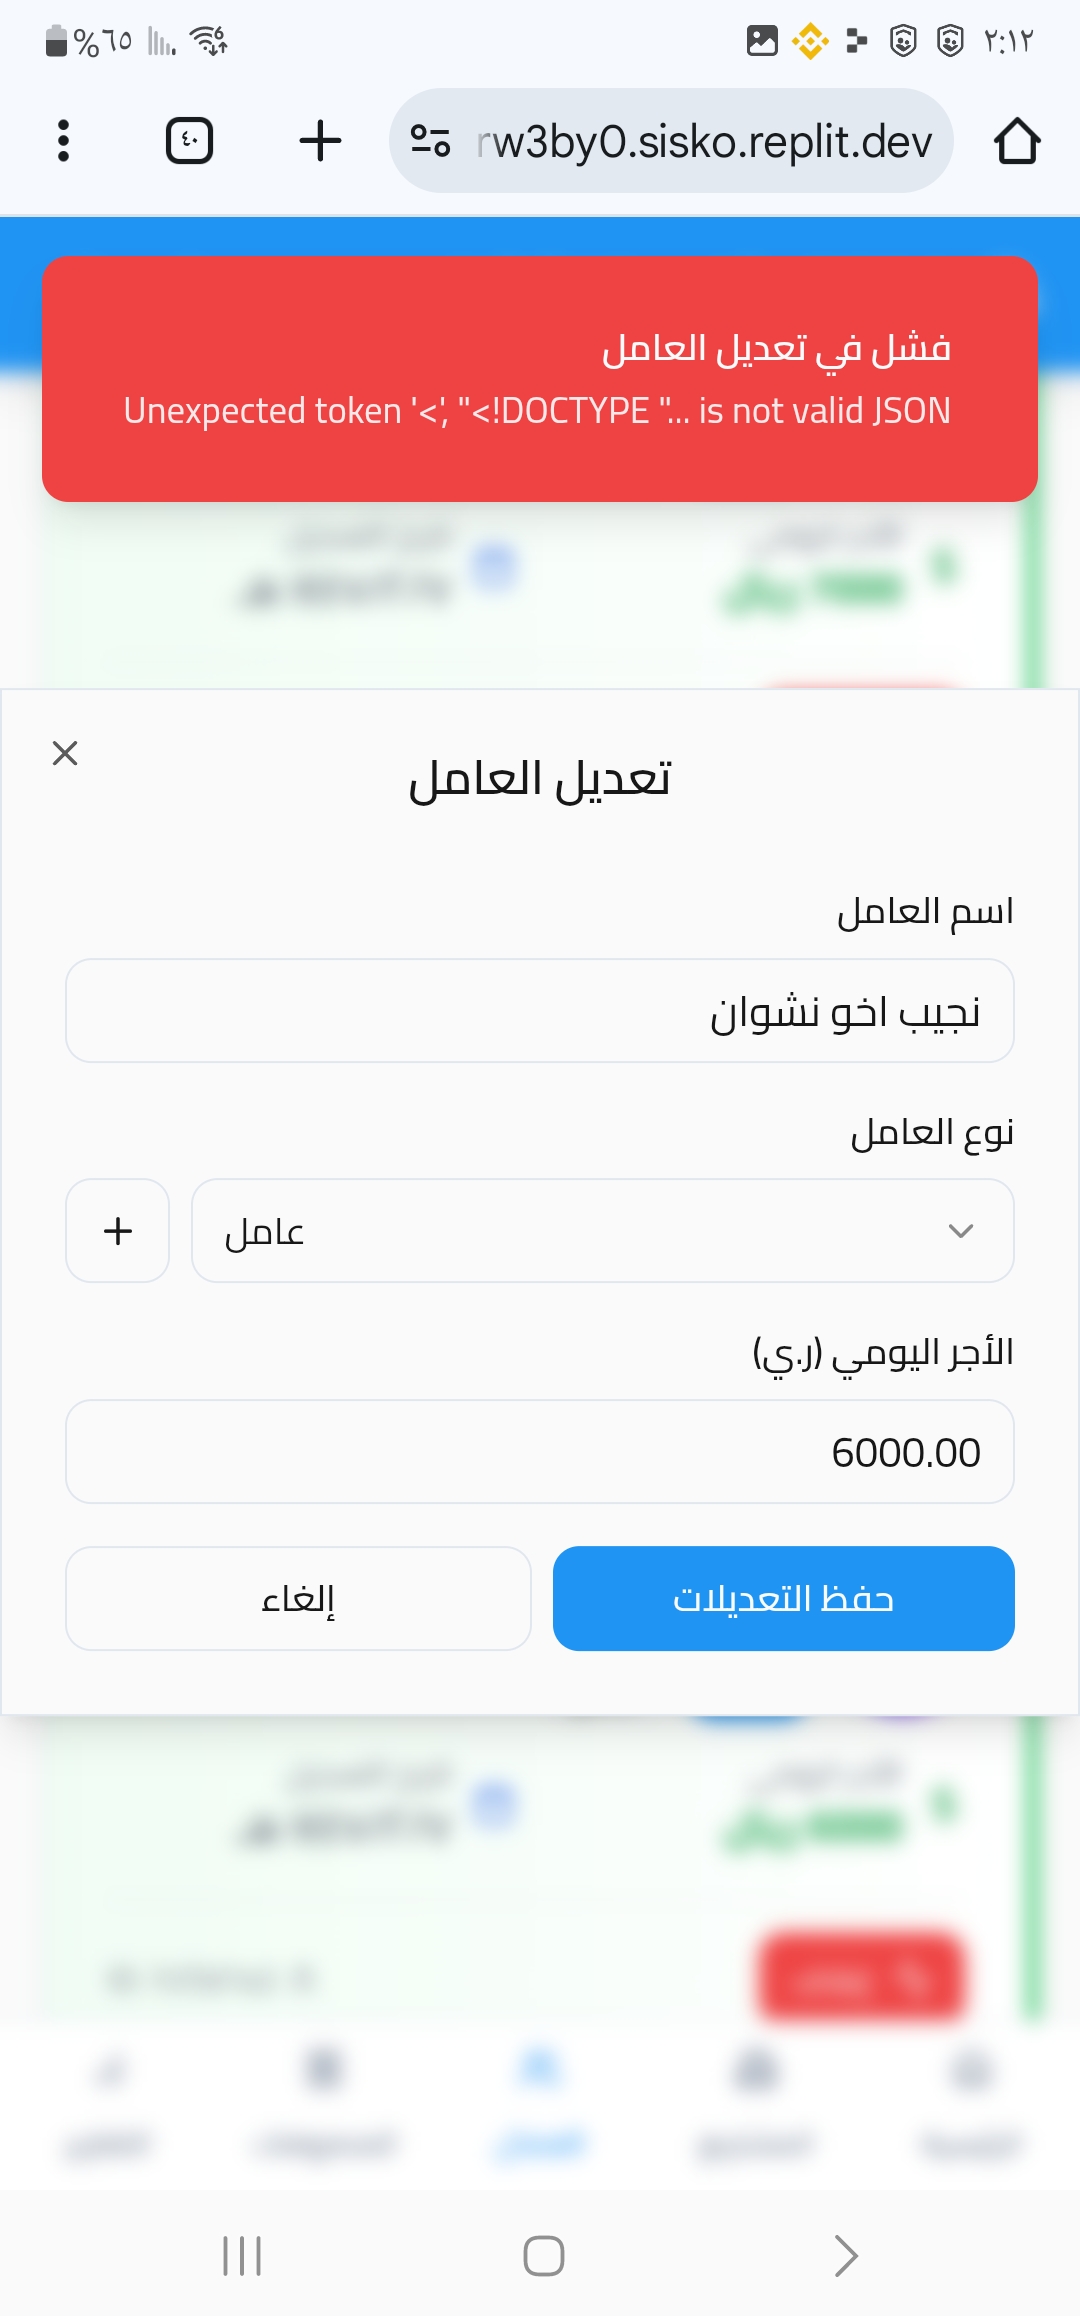 ٢:١٢
%٦٥
rw3by0.sisko.replit.dev
٤٠
فشل في تعديل العامل
Unexpected token '<', "<!DOCTYPE "... is not valid JSON
تعديل العامل
اسم العامل
نجيب اخو نشوان
نوع العامل
عامل
الأجر اليومي (ر.ي)
6000.00
حفظ التعديلات
إلغاء